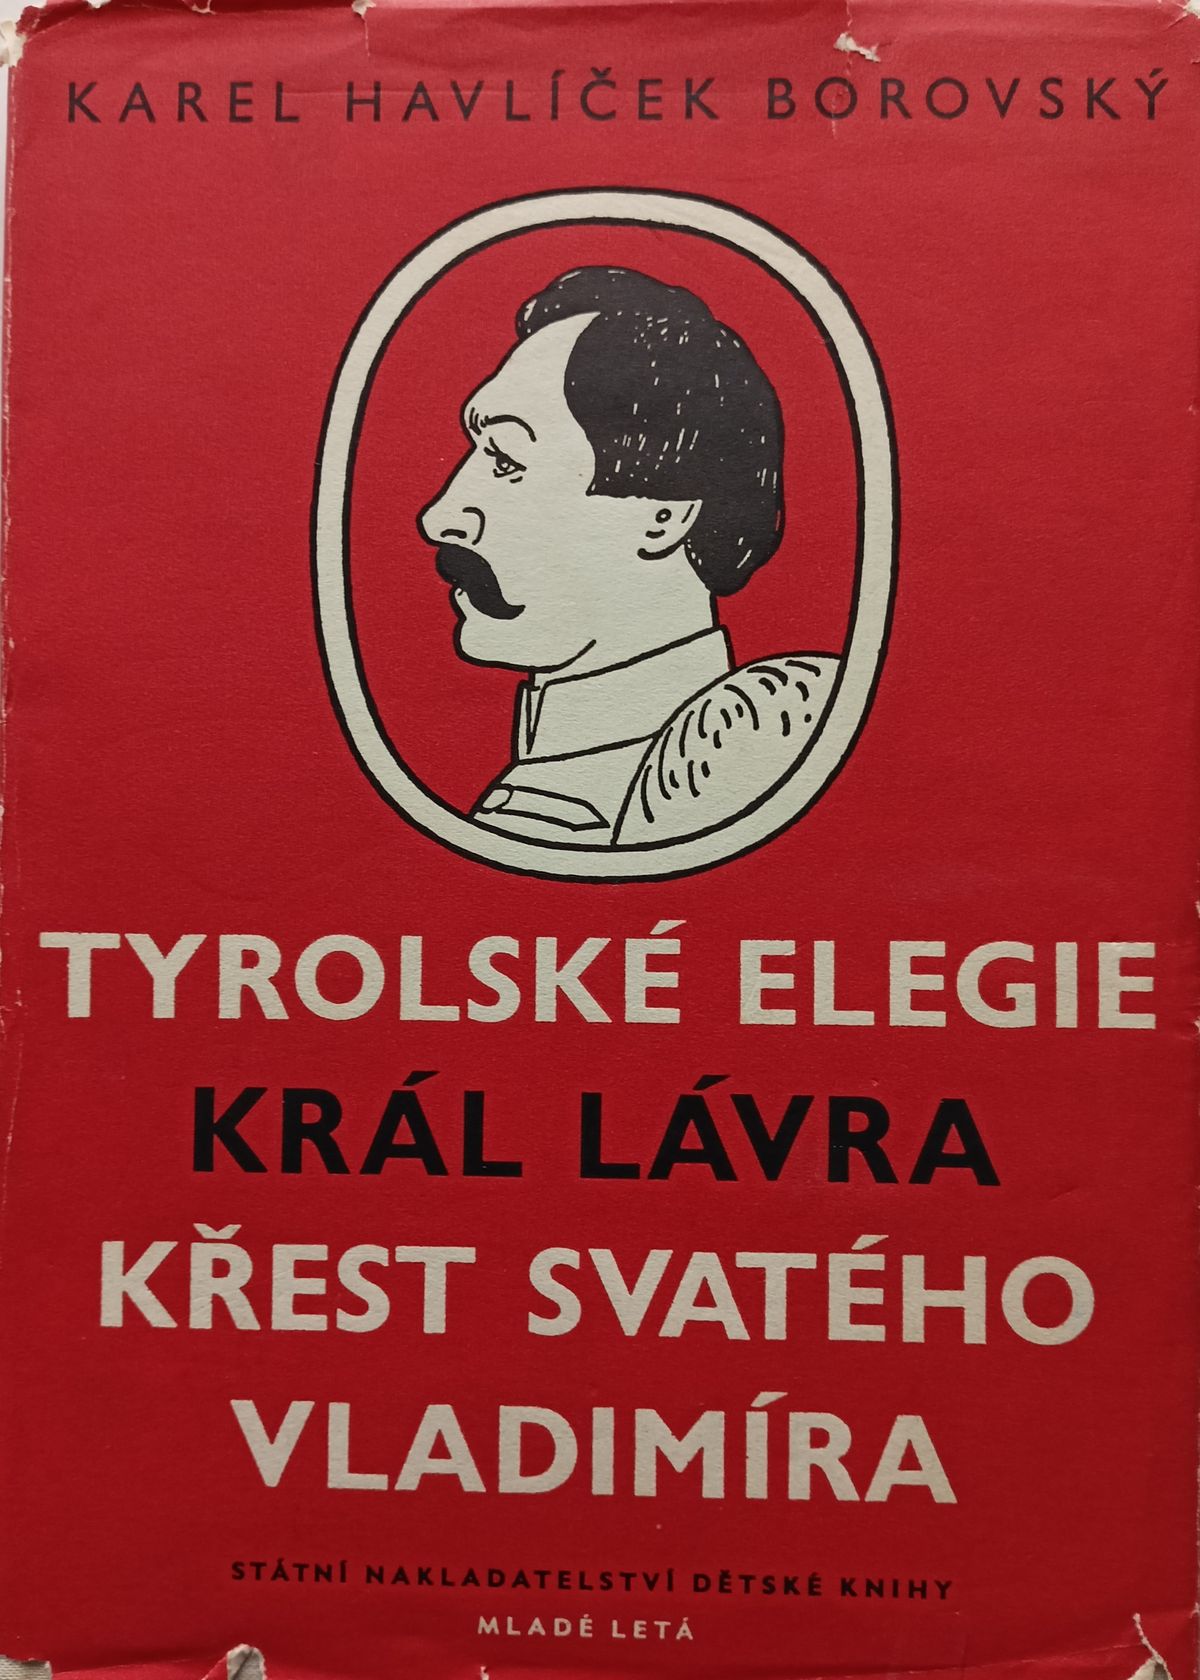 KAREL HAVLÍČEK BOROVSKÝ
TYROLSKÉ ELEGIE
KRÁL LÁVRA
KŘEST SVATÉHO
VLADIMÍRA
STÁTNÍ NAKLADATELSTVÍ DĚTSKÉ KNIHY
MLADÉ LETÁ